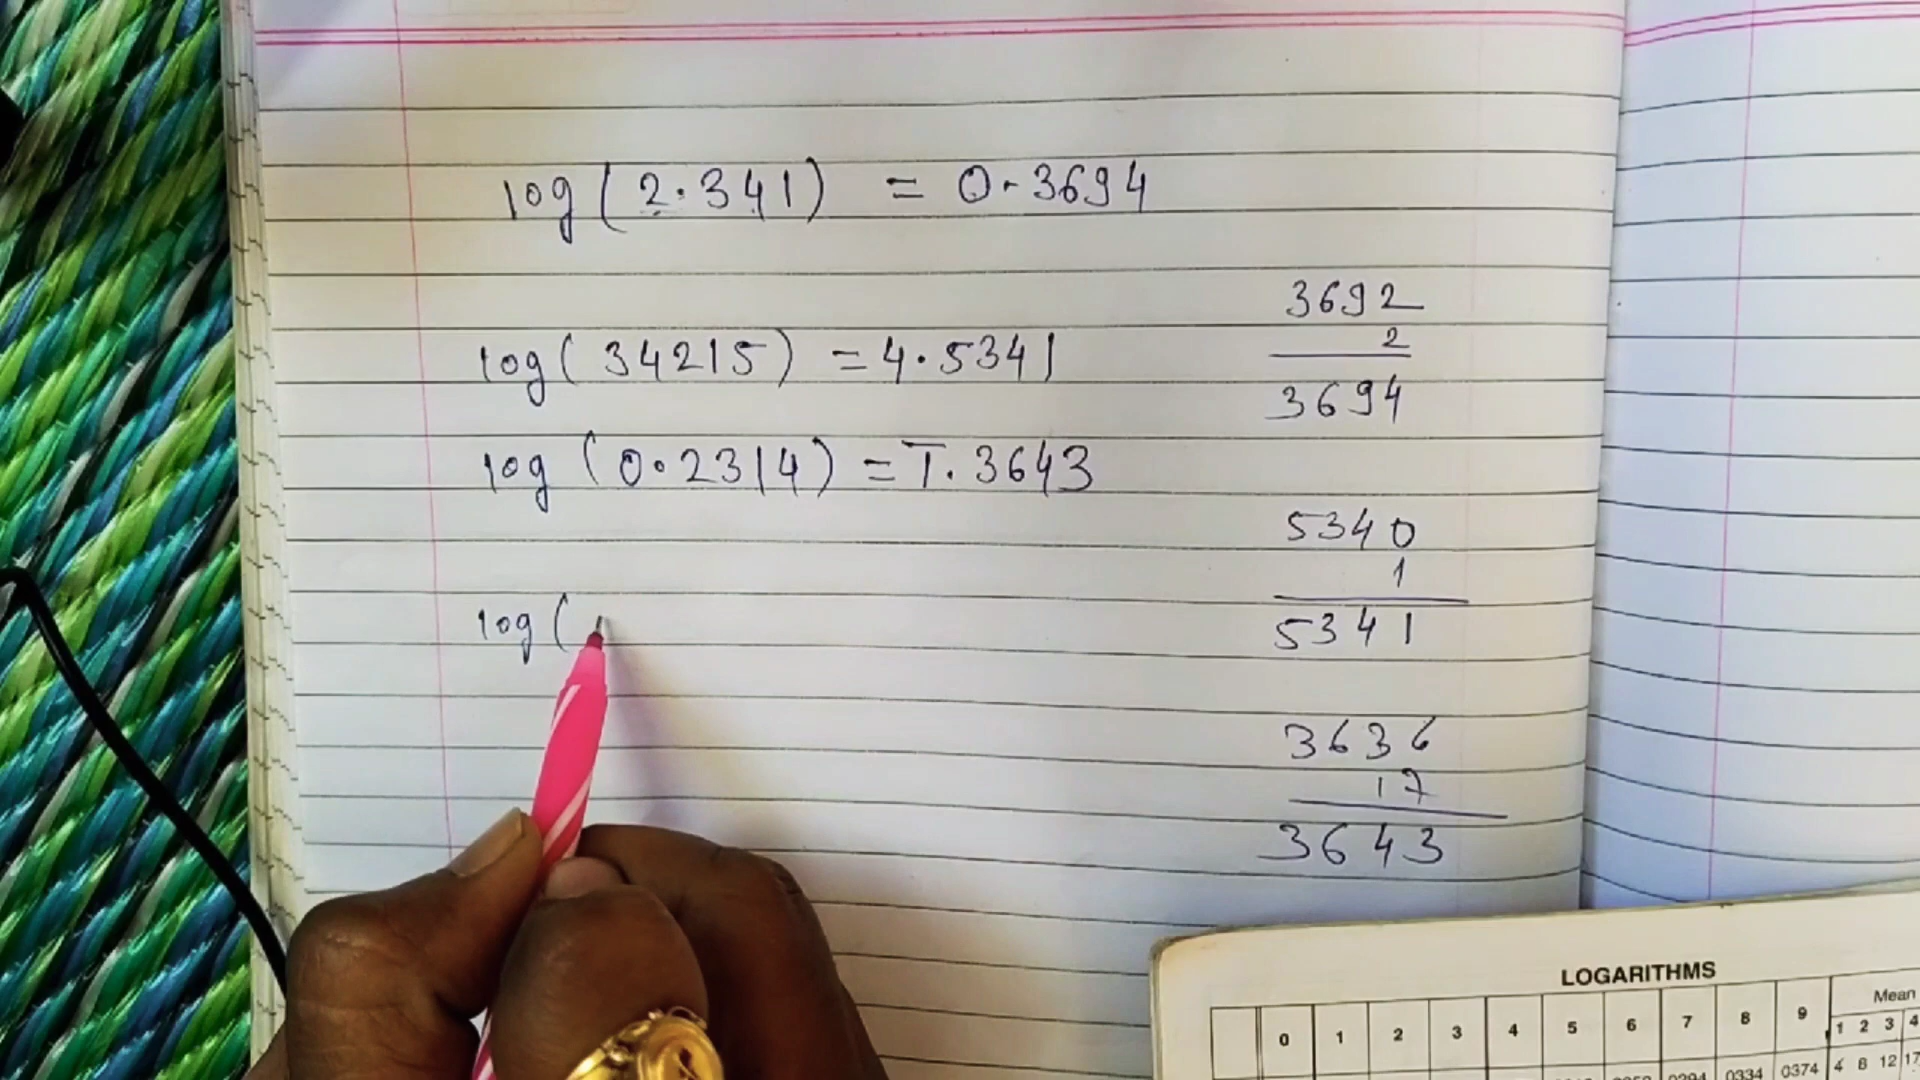 log(2.341) = 0.3694
3692
2
3694
log(34215) = 4.5341
log(0.2314) = T.3643
5340
1
5341
log(
3636
17
3643
LOGARITHMS
Mean
0 1 2 3 4 5 6 7 8 9 1 2 3 4
0294 0334 0374 4 8 12 17